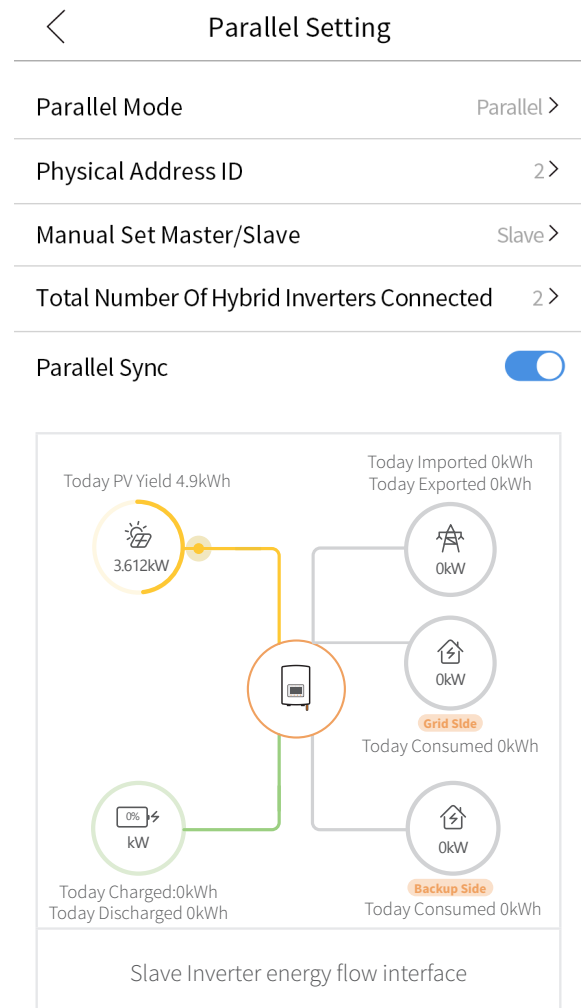 Parallel Setting
Parallel Mode Parallel
Physical Address ID 2
Manual Set Master/Slave Slave
Total Number Of Hybrid Inverters Connected 2
Parallel Sync
Today PV Yield 4.9kWh
3.612kW
Today Imported 0kWh
Today Exported 0kWh
0kW
0kW
Grid SIde
Today Consumed 0kWh
0%
kW
Today Charged:0kWh
Today Discharged 0kWh
0kW
Backup Side
Today Consumed 0kWh
Slave Inverter energy flow interface